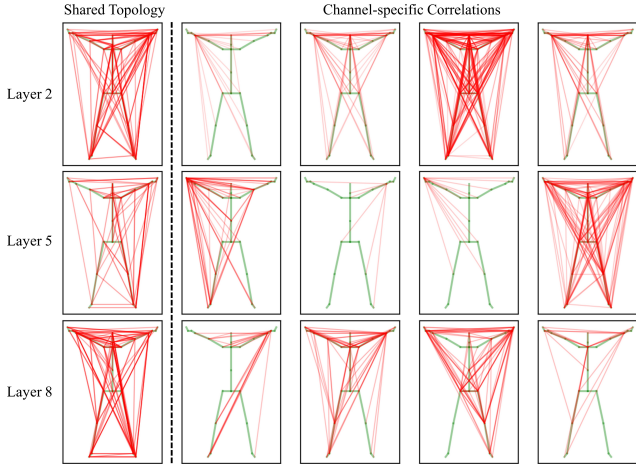 Shared Topology
Channel-specific Correlations
Layer 2
Layer 5
Layer 8